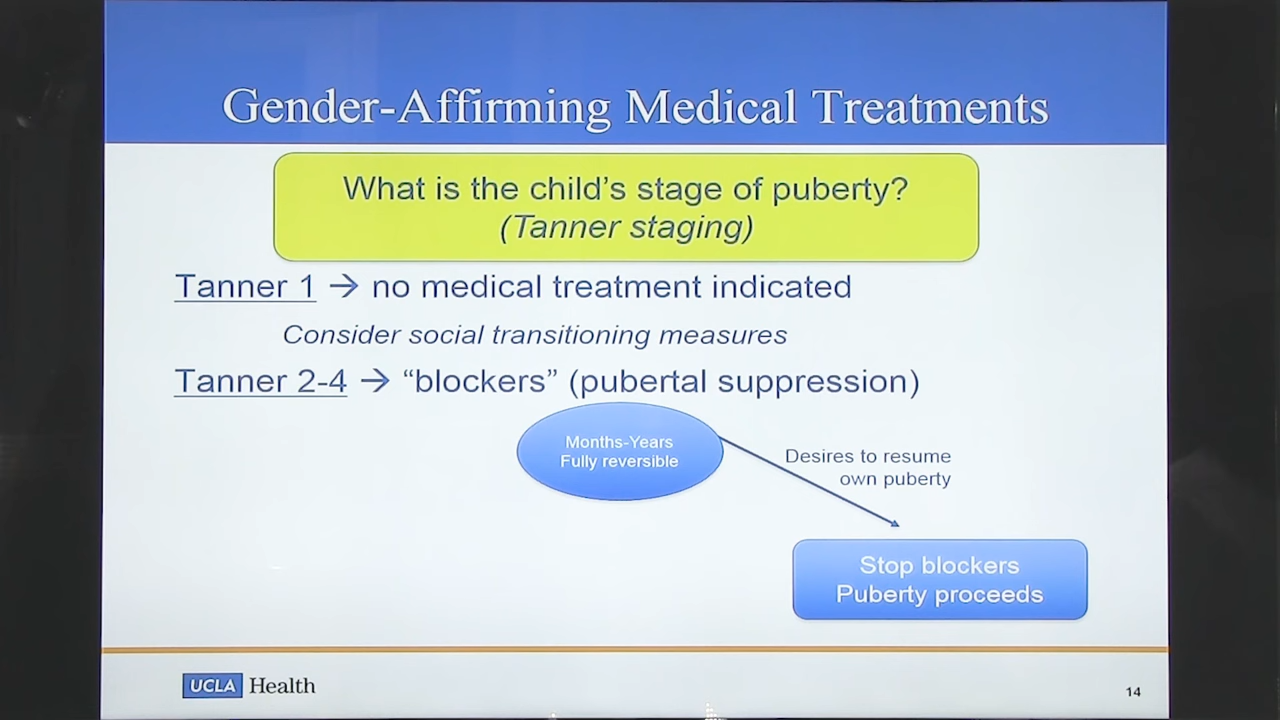 Gender-Affirming Medical Treatments
What is the child's stage of puberty?
(Tanner staging)
Tanner 1 → no medical treatment indicated
Consider social transitioning measures
Tanner 2-4 → “blockers” (pubertal suppression)
Months-Years
Fully reversible
Desires to resume
own puberty
Stop blockers
Puberty proceeds
UCLA Health
14